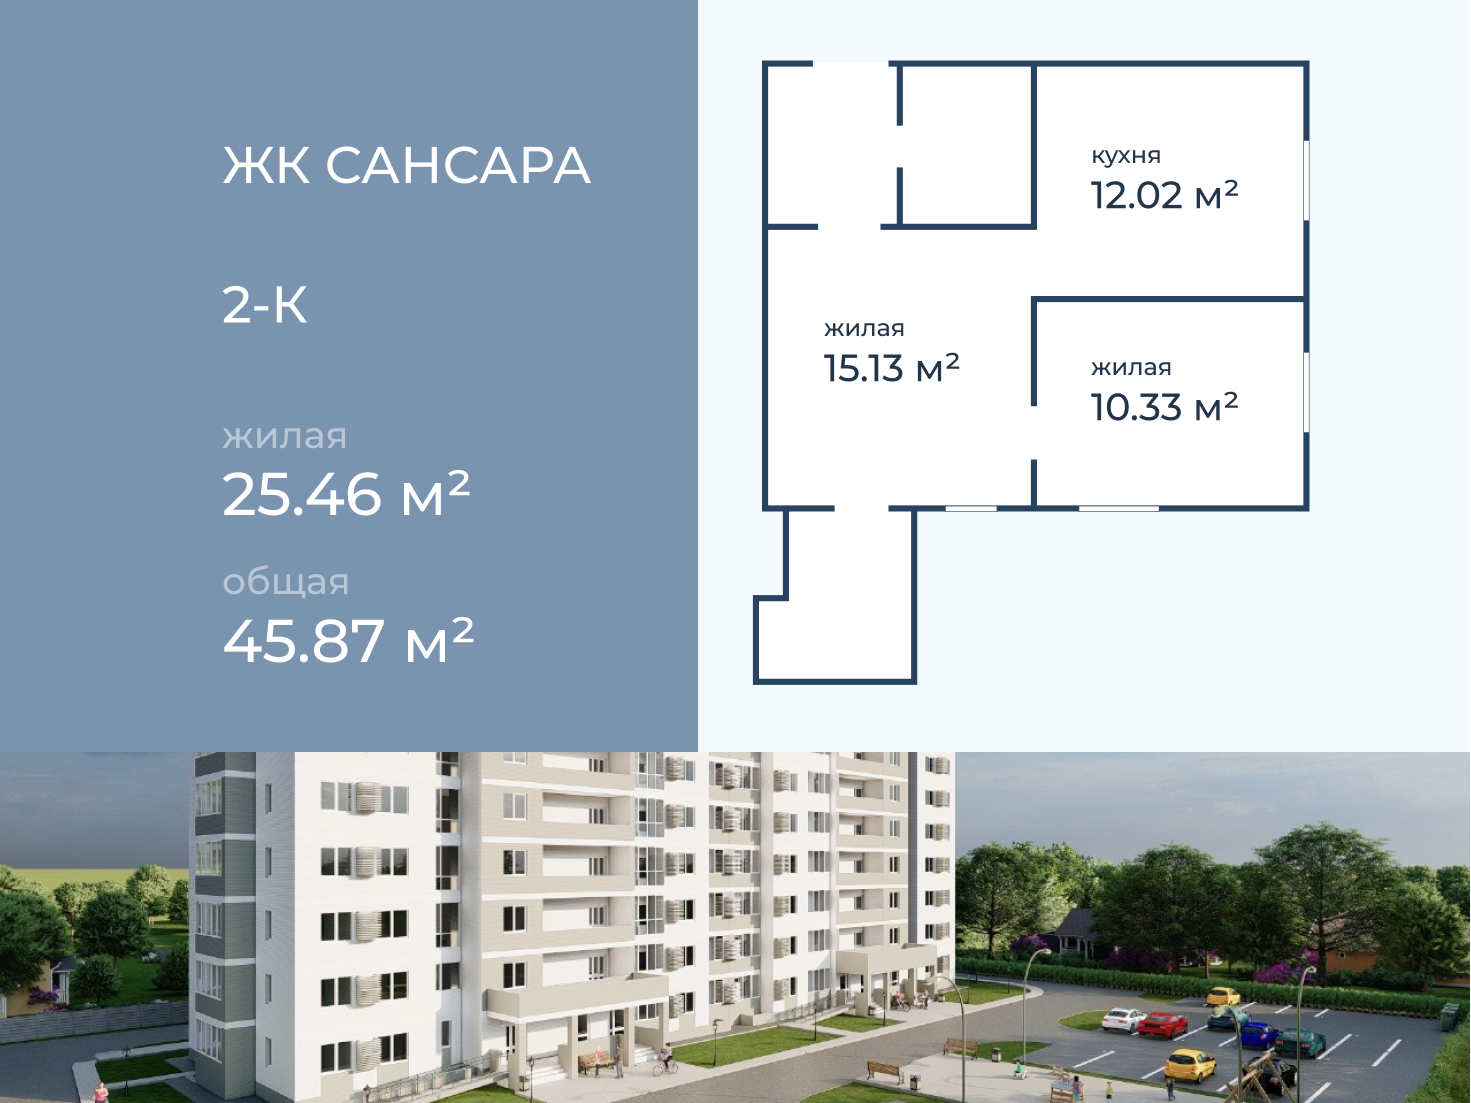 ЖК САНСАРА
2-К
жилая
25.46 м²
общая
45.87 м²
кухня
12.02 м²
жилая
15.13 м²
жилая
10.33 м²